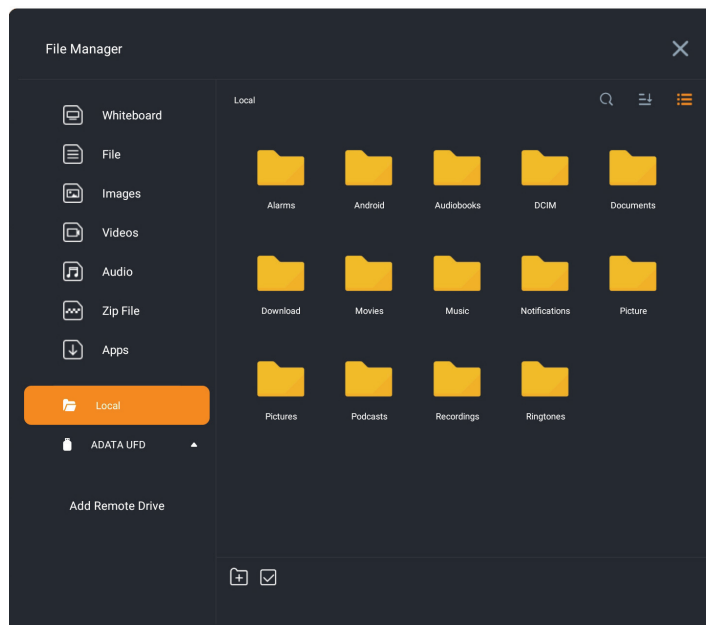 File Manager
Whiteboard
File
Images
Videos
Audio
Zip File
Apps
Local
ADATA UFD
Add Remote Drive
Local
Alarms
Android
Audiobooks
DCIM
Documents
Download
Movies
Music
Notifications
Picture
Pictures
Podcasts
Recordings
Ringtones